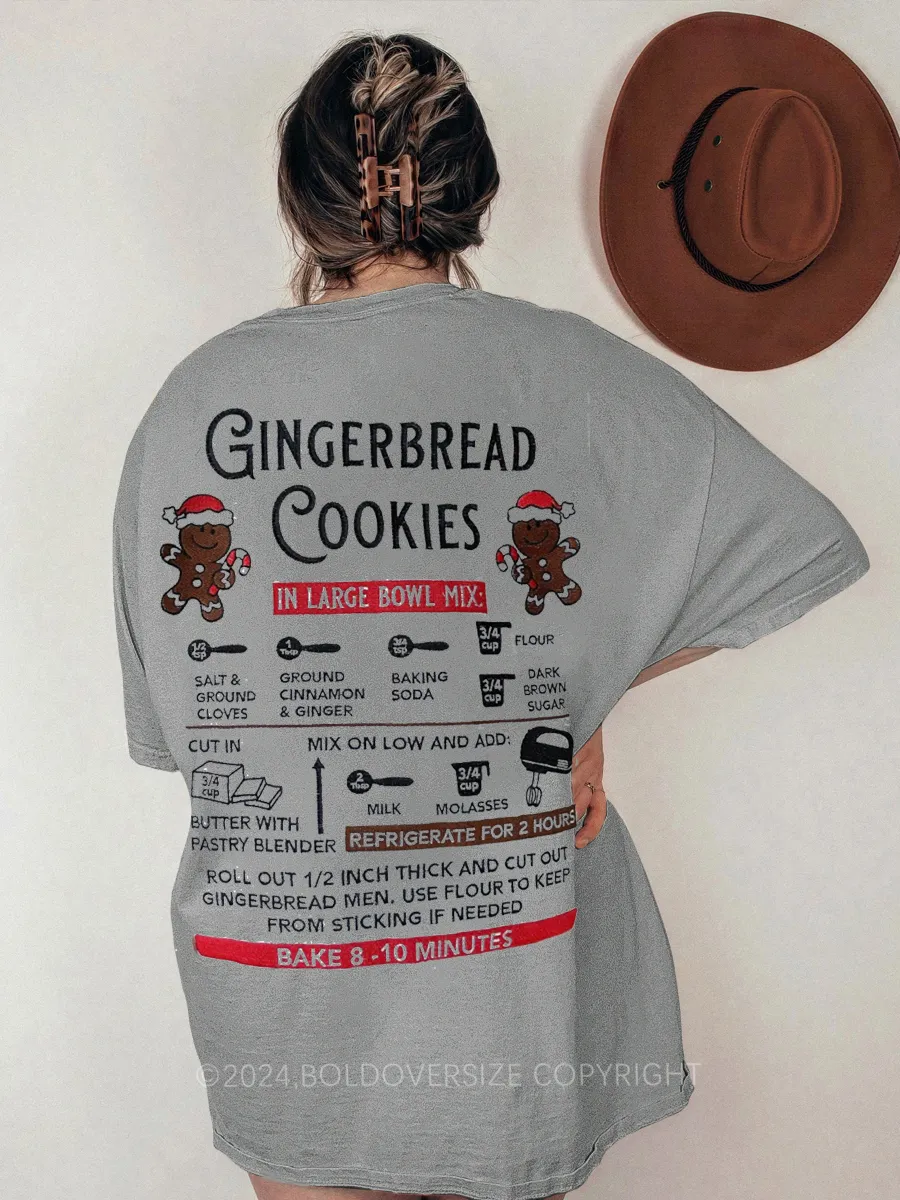 GINGERBREAD
COOKIES
IN LARGE BOWL MIX:
1/2 tsp
SALT &
GROUND
CLOVES
1 Tbsp
GROUND
CINNAMON
& GINGER
3/4 tsp
BAKING
SODA
3/4 cup
FLOUR
3/4 cup
DARK
BROWN
SUGAR
CUT IN
3/4 cup
BUTTER WITH
PASTRY BLENDER
MIX ON LOW AND ADD:
2 Tbsp
MILK
3/4 cup
MOLASSES
REFRIGERATE FOR 2 HOURS
ROLL OUT 1/2 INCH THICK AND CUT OUT
GINGERBREAD MEN. USE FLOUR TO KEEP
FROM STICKING IF NEEDED
BAKE 8-10 MINUTES
©2024,BOLDOVERSIZE COPYRIGHT